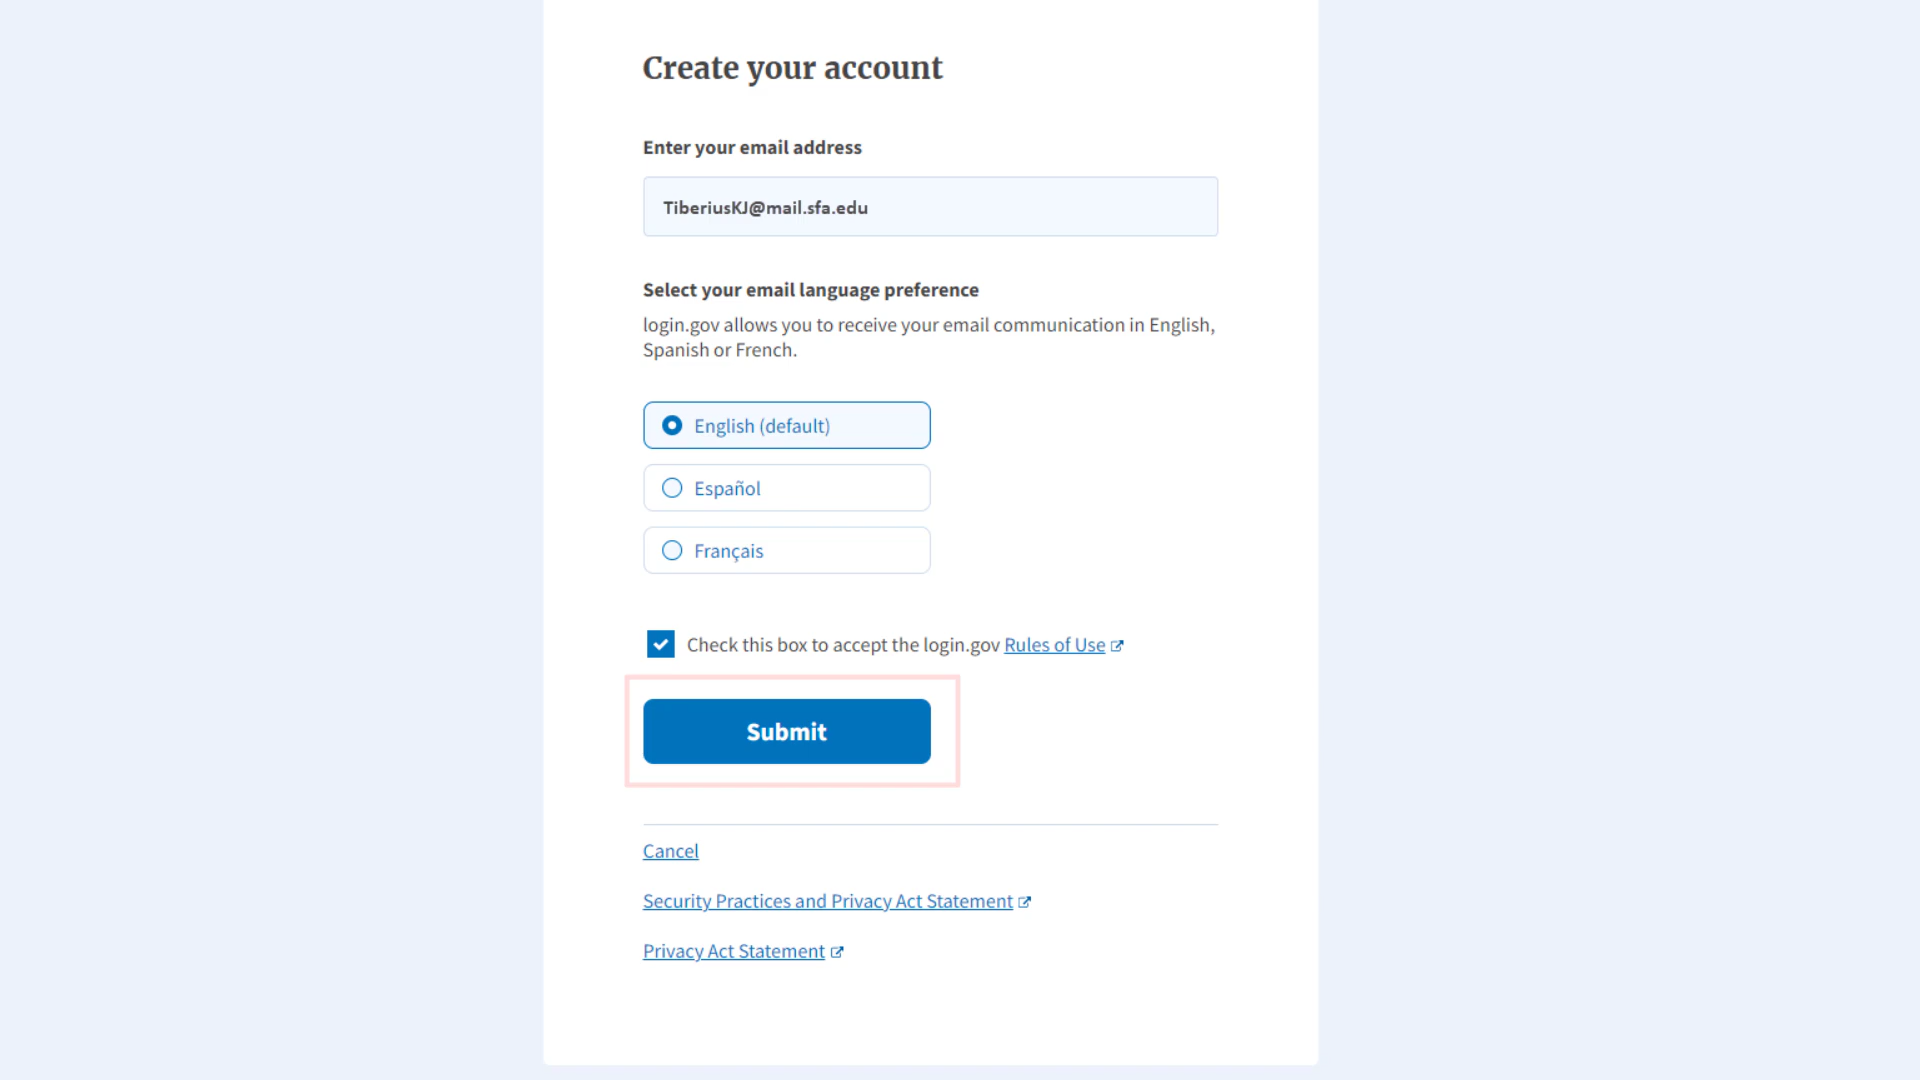 Create your account
Enter your email address
TiberiusKJ@mail.sfa.edu
Select your email language preference
login.gov allows you to receive your email communication in English,
Spanish or French.
English (default)
Español
Français
Check this box to accept the login.gov Rules of Use
Submit
Cancel
Security Practices and Privacy Act Statement
Privacy Act Statement